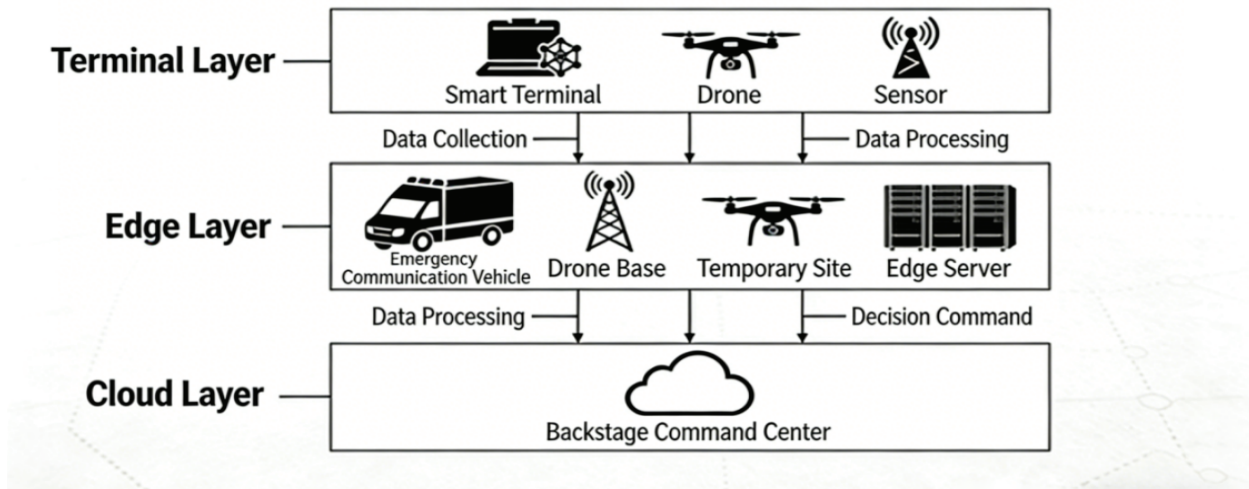 Terminal Layer
Smart Terminal
Drone
Sensor
Data Collection
Data Processing
Edge Layer
Emergency
Communication Vehicle
Drone Base
Temporary Site
Edge Server
Data Processing
Decision Command
Cloud Layer
Backstage Command Center